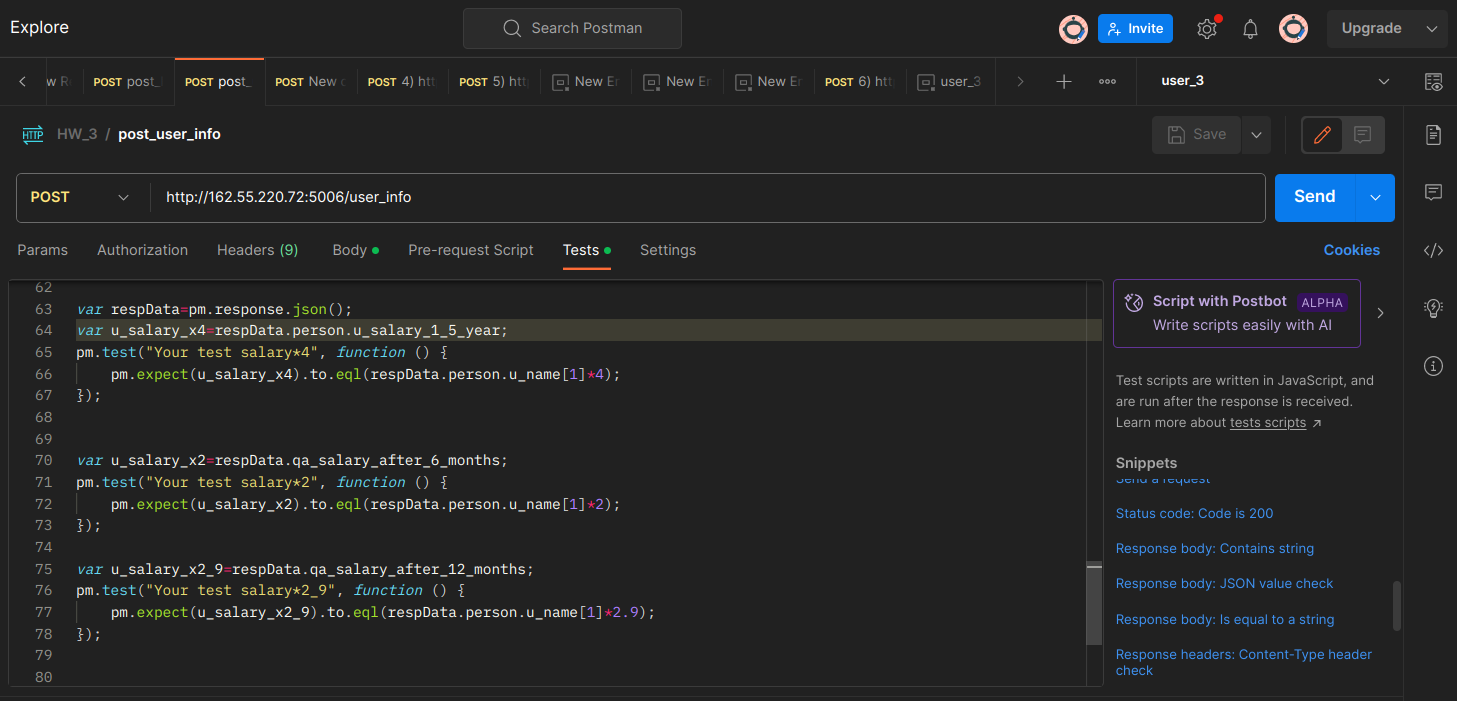 Explore
Search Postman
Invite
Upgrade
w R
POST post_
POST post_
POST New c
POST 4) htt
POST 5) htt
New Er
New Er
New Er
POST 6) htt
user_3
user_3
HTTP HW_3 / post_user_info
Save
POST
http://162.55.220.72:5006/user_info
Send
Params
Authorization
Headers (9)
Body
Pre-request Script
Tests
Settings
Cookies
62
63 var respData=pm.response.json();
64 var u_salary_x4=respData.person.u_salary_1_5_year;
65 pm.test("Your test salary*4", function () {
66 pm.expect(u_salary_x4).to.eql(respData.person.u_name[1]*4);
67 });
68
69
70 var u_salary_x2=respData.qa_salary_after_6_months;
71 pm.test("Your test salary*2", function () {
72 pm.expect(u_salary_x2).to.eql(respData.person.u_name[1]*2);
73 });
74
75 var u_salary_x2_9=respData.qa_salary_after_12_months;
76 pm.test("Your test salary*2_9", function () {
77 pm.expect(u_salary_x2_9).to.eql(respData.person.u_name[1]*2.9);
78 });
79
80
Script with Postbot ALPHA
Write scripts easily with AI
Test scripts are written in JavaScript, and
are run after the response is received.
Learn more about tests scripts
Snippets
Send a request
Status code: Code is 200
Response body: Contains string
Response body: JSON value check
Response body: Is equal to a string
Response headers: Content-Type header
check